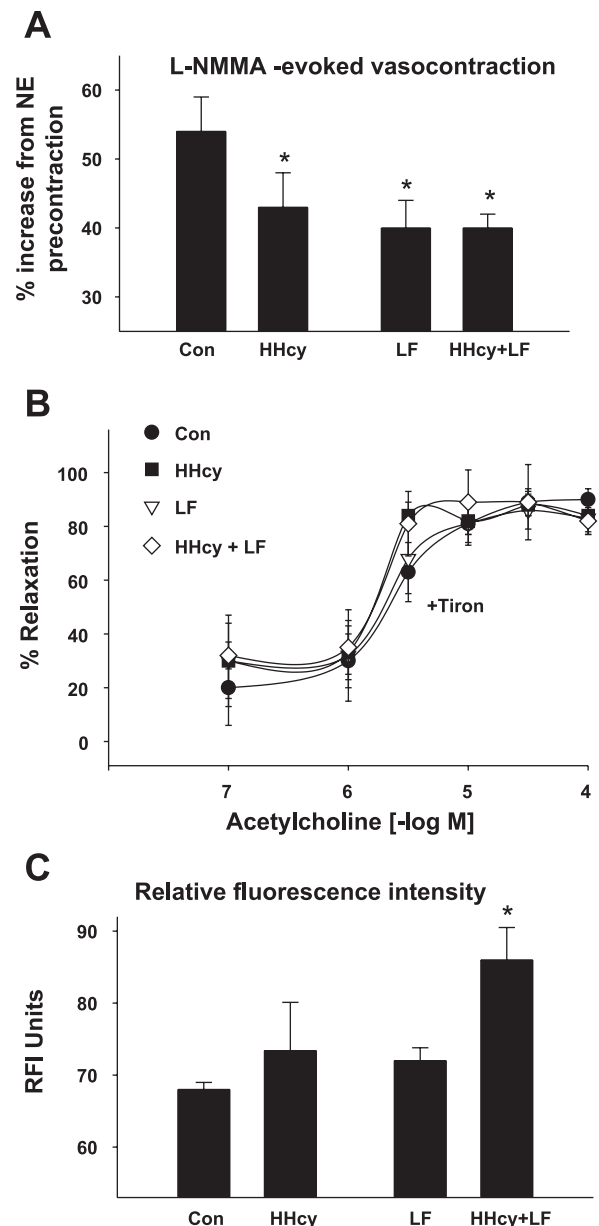 A
L-NMMA -evoked vasocontraction
% increase from NE
precontraction
60
50
40
30
*
*
*
Con
HHcy
LF
HHcy+LF
B
Con
HHcy
LF
HHcy + LF
% Relaxation
100
80
60
40
20
0
+Tiron
7
6
5
4
Acetylcholine [-log M]
C
Relative fluorescence intensity
*
RFI Units
90
80
70
60
Con
HHcy
LF
HHcy+LF